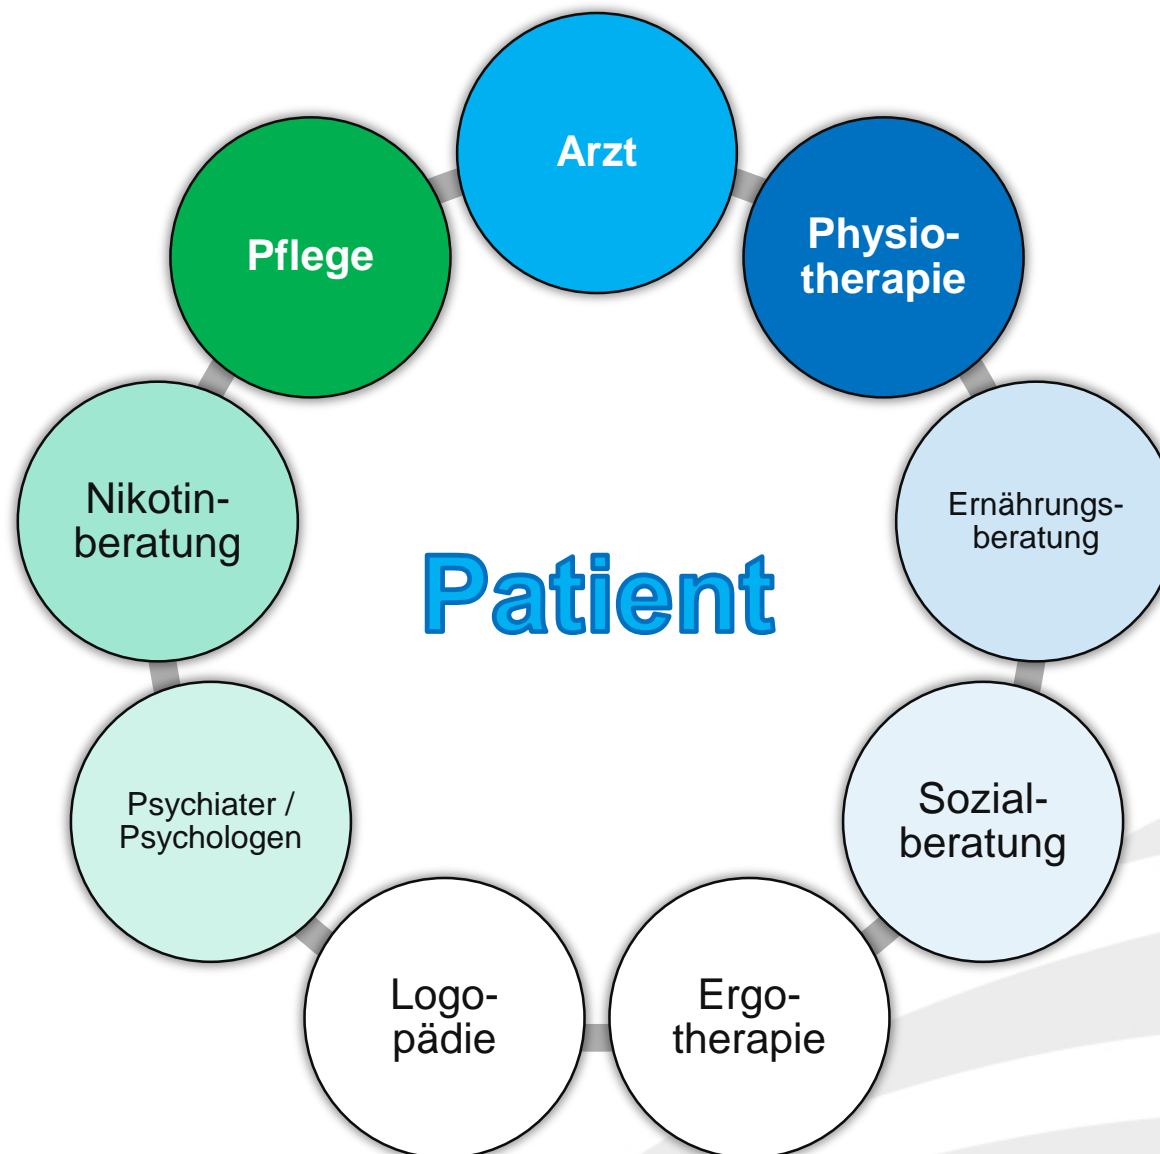 Arzt
Pflege
Physio-
therapie
Nikotin-
beratung
Ernährungs-
beratung
Patient
Psychiater /
Psychologen
Sozial-
beratung
Logo-
pädie
Ergo-
therapie